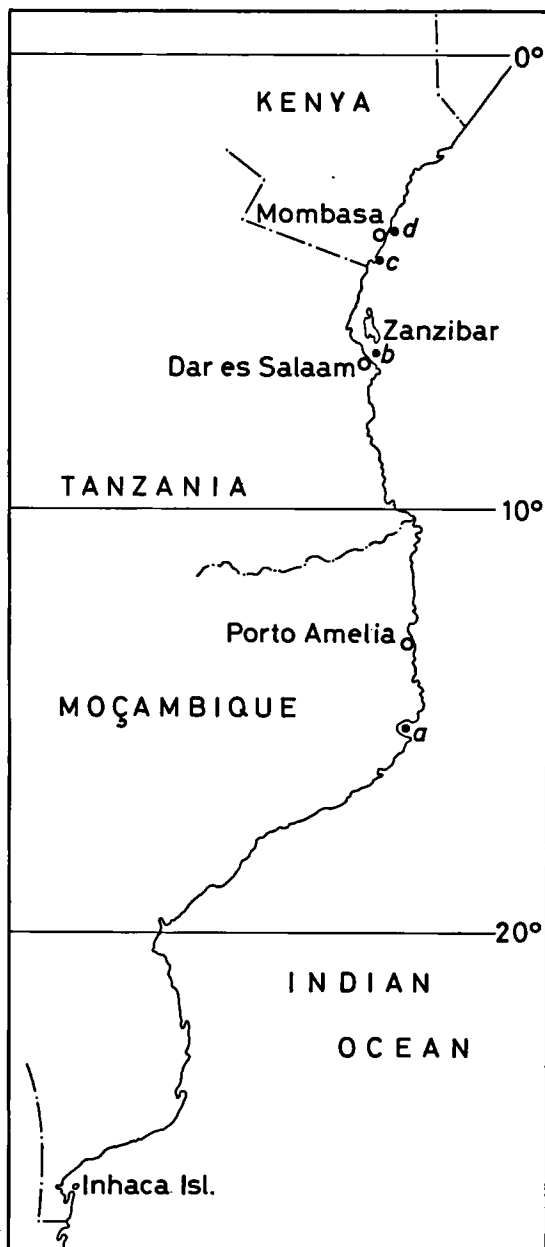 0°
KENYA
Mombasa
d
c
Zanzibar
b
Dar es Salaam
TANZANIA
10°
Porto Amelia
MOÇAMBIQUE
a
20°
INDIAN
OCEAN
Inhaca Isl.